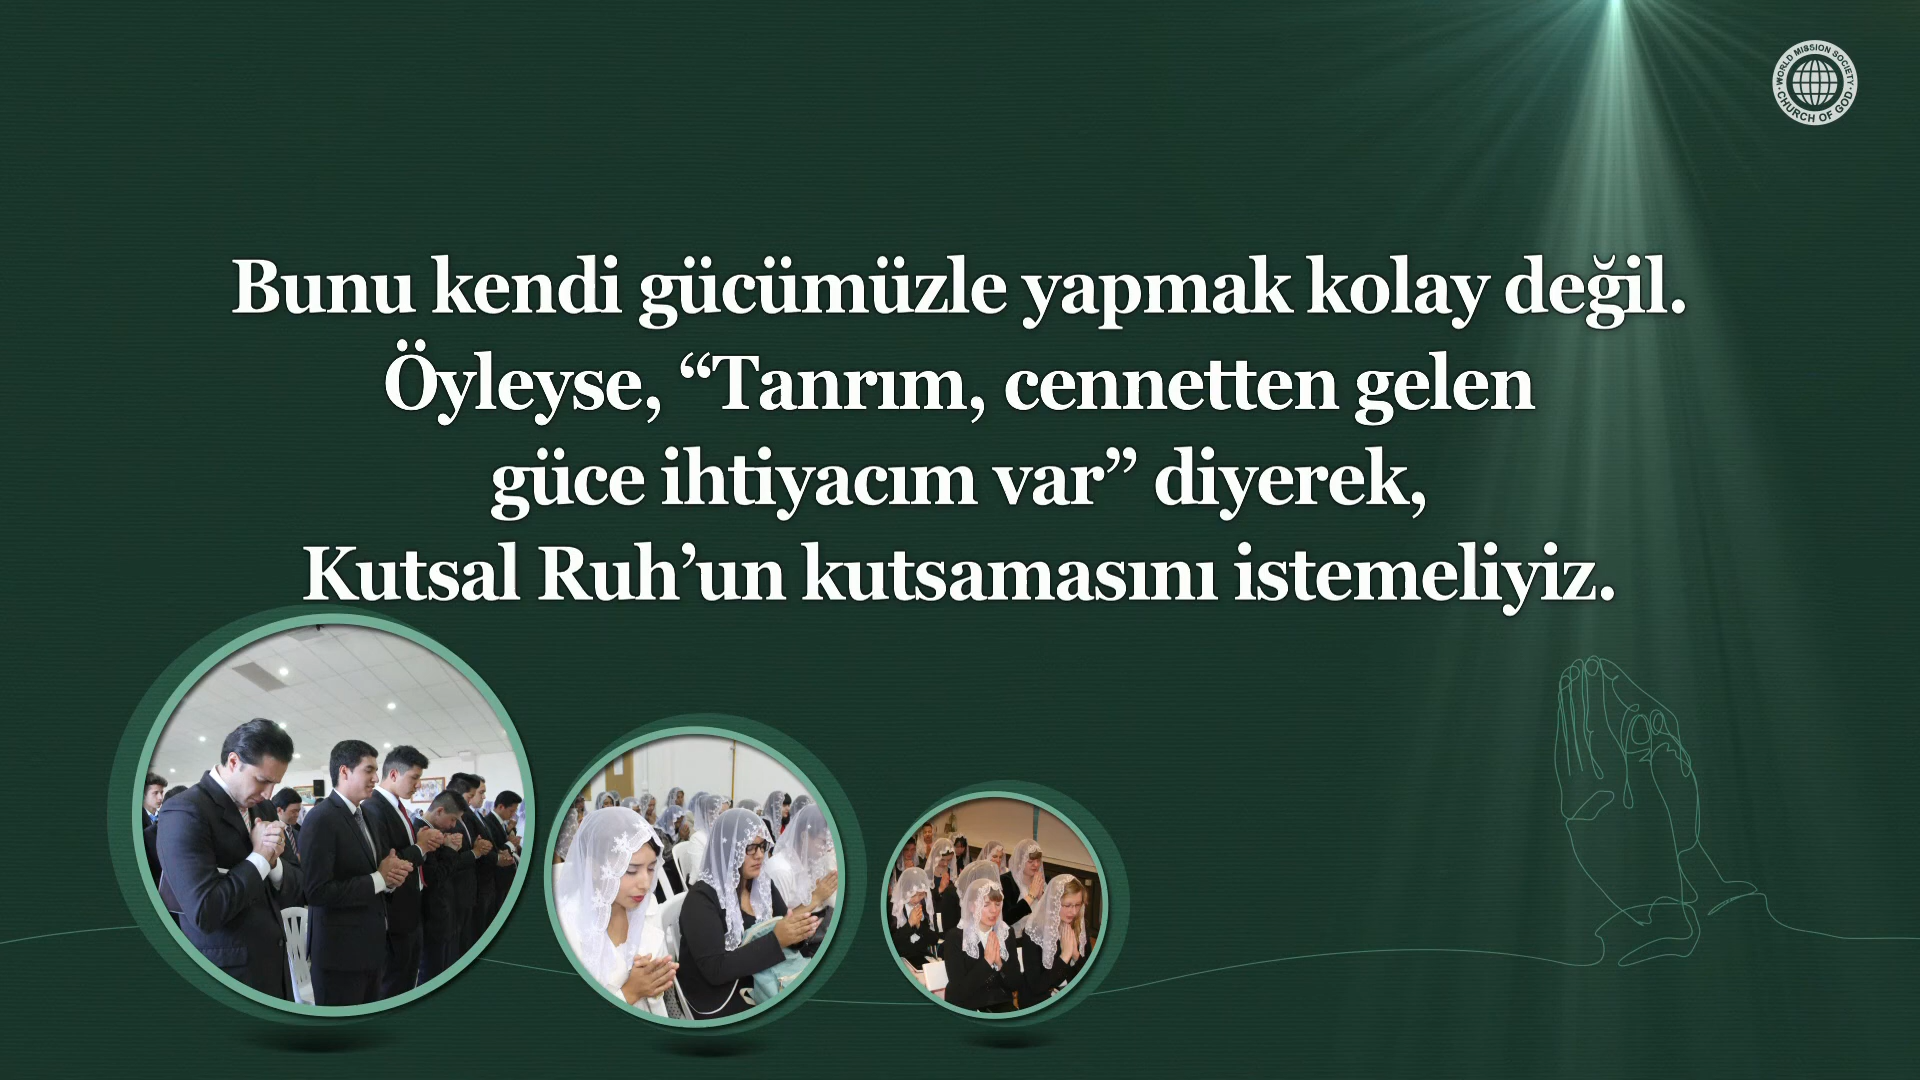 WORLD MISSION SOCIETY
CHURCH OF GOD
Bunu kendi gücümüzle yapmak kolay değil.
Öyleyse, “Tanrım, cennetten gelen
güce ihtiyacım var” diyerek,
Kutsal Ruh’un kutsamasını istemeliyiz.